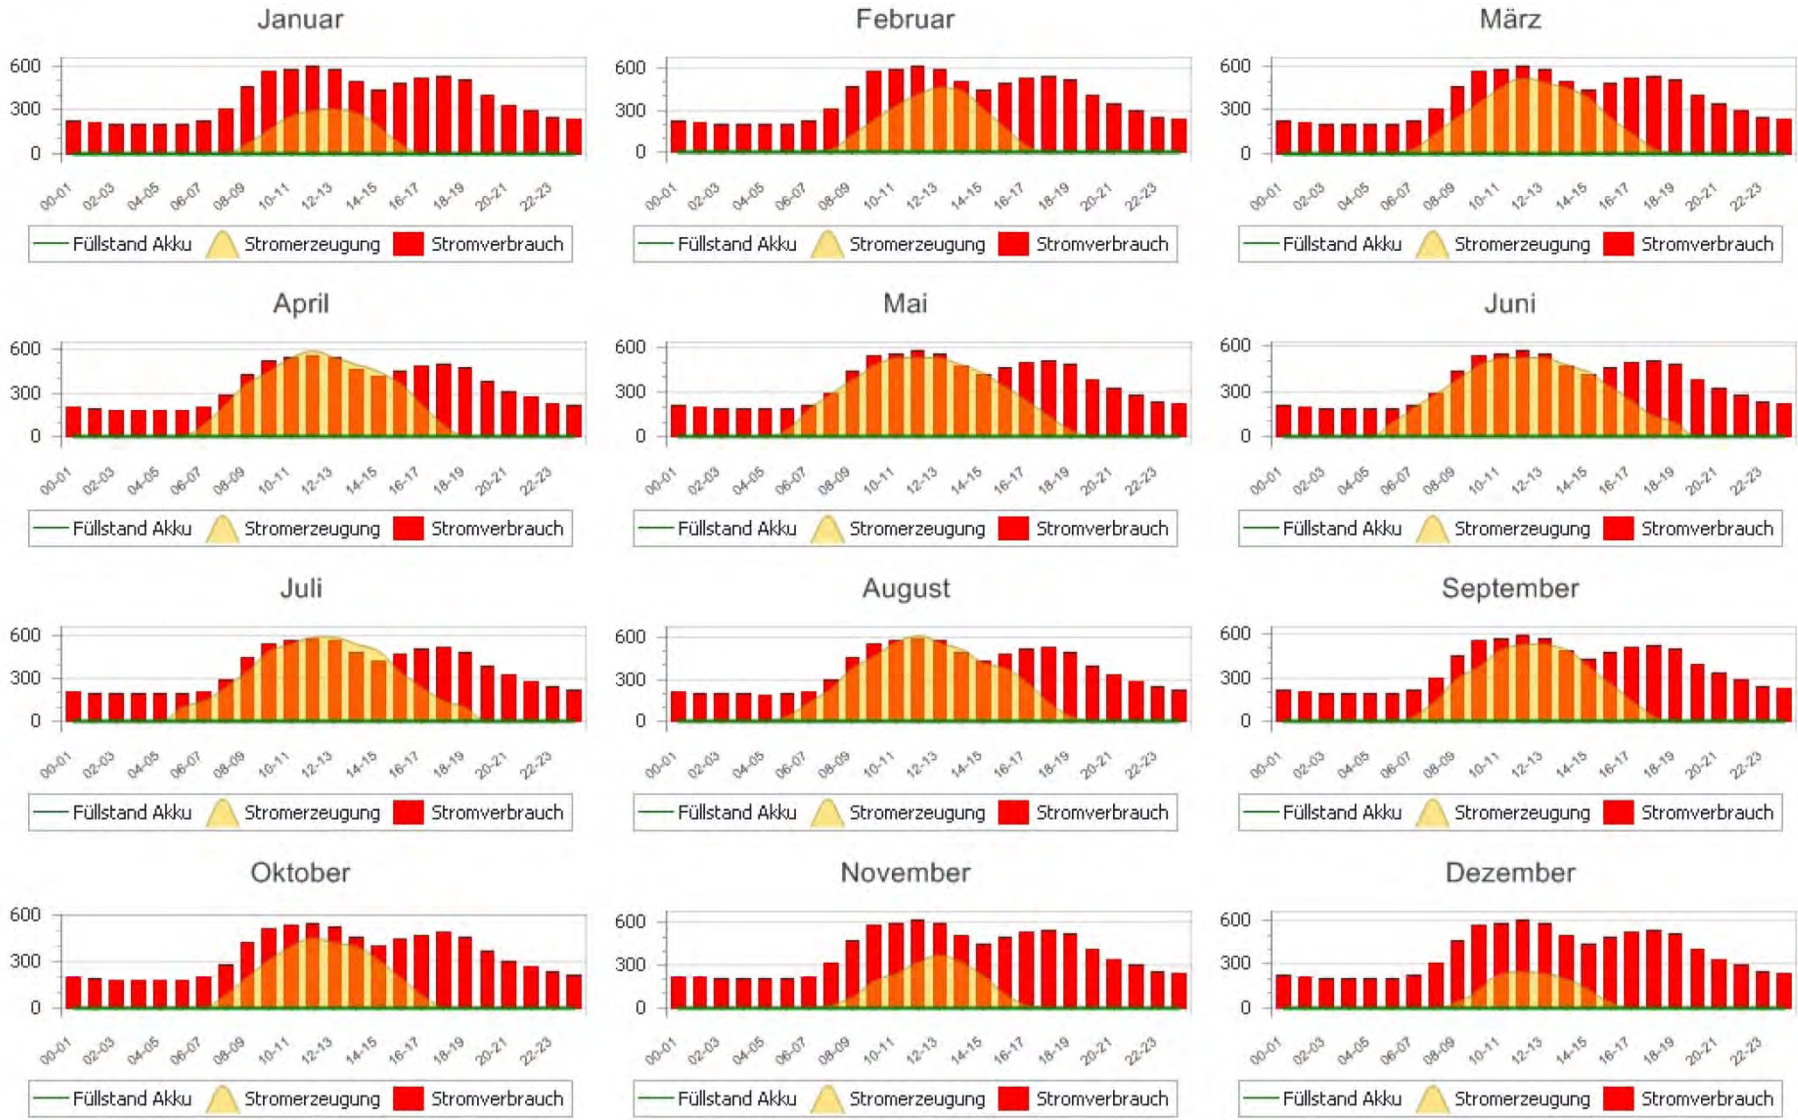 Januar
600
300
0
00-01 02-03 04-05 06-07 08-09 10-11 12-13 14-15 16-17 18-19 20-21 22-23
Füllstand Akku Stromerzeugung Stromverbrauch
Februar
600
300
0
00-01 02-03 04-05 06-07 08-09 10-11 12-13 14-15 16-17 18-19 20-21 22-23
Füllstand Akku Stromerzeugung Stromverbrauch
März
600
300
0
00-01 02-03 04-05 06-07 08-09 10-11 12-13 14-15 16-17 18-19 20-21 22-23
Füllstand Akku Stromerzeugung Stromverbrauch
April
600
300
0
00-01 02-03 04-05 06-07 08-09 10-11 12-13 14-15 16-17 18-19 20-21 22-23
Füllstand Akku Stromerzeugung Stromverbrauch
Mai
600
300
0
00-01 02-03 04-05 06-07 08-09 10-11 12-13 14-15 16-17 18-19 20-21 22-23
Füllstand Akku Stromerzeugung Stromverbrauch
Juni
600
300
0
00-01 02-03 04-05 06-07 08-09 10-11 12-13 14-15 16-17 18-19 20-21 22-23
Füllstand Akku Stromerzeugung Stromverbrauch
Juli
600
300
0
00-01 02-03 04-05 06-07 08-09 10-11 12-13 14-15 16-17 18-19 20-21 22-23
Füllstand Akku Stromerzeugung Stromverbrauch
August
600
300
0
00-01 02-03 04-05 06-07 08-09 10-11 12-13 14-15 16-17 18-19 20-21 22-23
Füllstand Akku Stromerzeugung Stromverbrauch
September
600
300
0
00-01 02-03 04-05 06-07 08-09 10-11 12-13 14-15 16-17 18-19 20-21 22-23
Füllstand Akku Stromerzeugung Stromverbrauch
Oktober
600
300
0
00-01 02-03 04-05 06-07 08-09 10-11 12-13 14-15 16-17 18-19 20-21 22-23
Füllstand Akku Stromerzeugung Stromverbrauch
November
600
300
0
00-01 02-03 04-05 06-07 08-09 10-11 12-13 14-15 16-17 18-19 20-21 22-23
Füllstand Akku Stromerzeugung Stromverbrauch
Dezember
600
300
0
00-01 02-03 04-05 06-07 08-09 10-11 12-13 14-15 16-17 18-19 20-21 22-23
Füllstand Akku Stromerzeugung Stromverbrauch